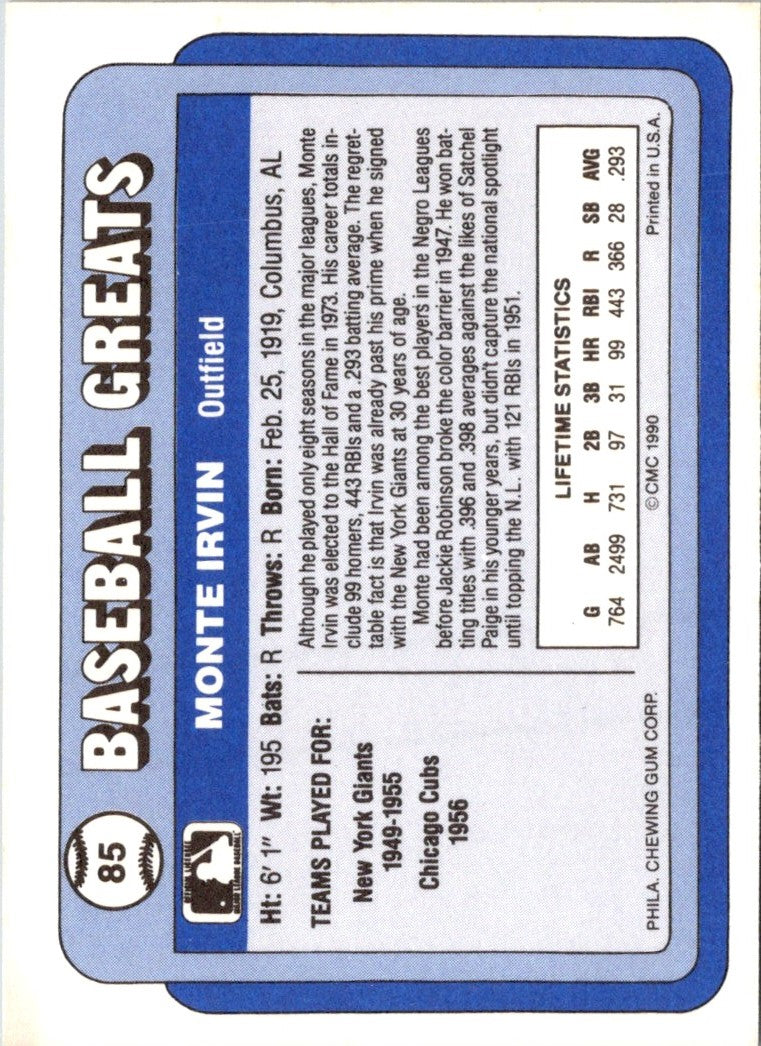 85
BASEBALL GREATS
MONTE IRVIN Outfield
Ht: 6' 1" Wt: 195 Bats: R Throws: R Born: Feb. 25, 1919, Columbus, AL
TEAMS PLAYED FOR:
New York Giants
1949-1955
Chicago Cubs
1956
Although he played only eight seasons in the major leagues, Monte
Irvin was elected to the Hall of Fame in 1973. His career totals in-
clude 99 homers, 443 RBIs and a .293 batting average. The regret-
table fact is that Irvin was already past his prime when he signed
with the New York Giants at 30 years of age.
Monte had been among the best players in the Negro Leagues
before Jackie Robinson broke the color barrier in 1947. He won bat-
ting titles with .396 and .398 averages against the likes of Satchel
Paige in his younger years, but didn't capture the national spotlight
until topping the N.L. with 121 RBIs in 1951.
LIFETIME STATISTICS
G AB H 2B 3B HR RBI R SB AVG
764 2499 731 97 31 99 443 366 28 .293
PHILA. CHEWING GUM CORP. ©CMC 1990 Printed in U.S.A.